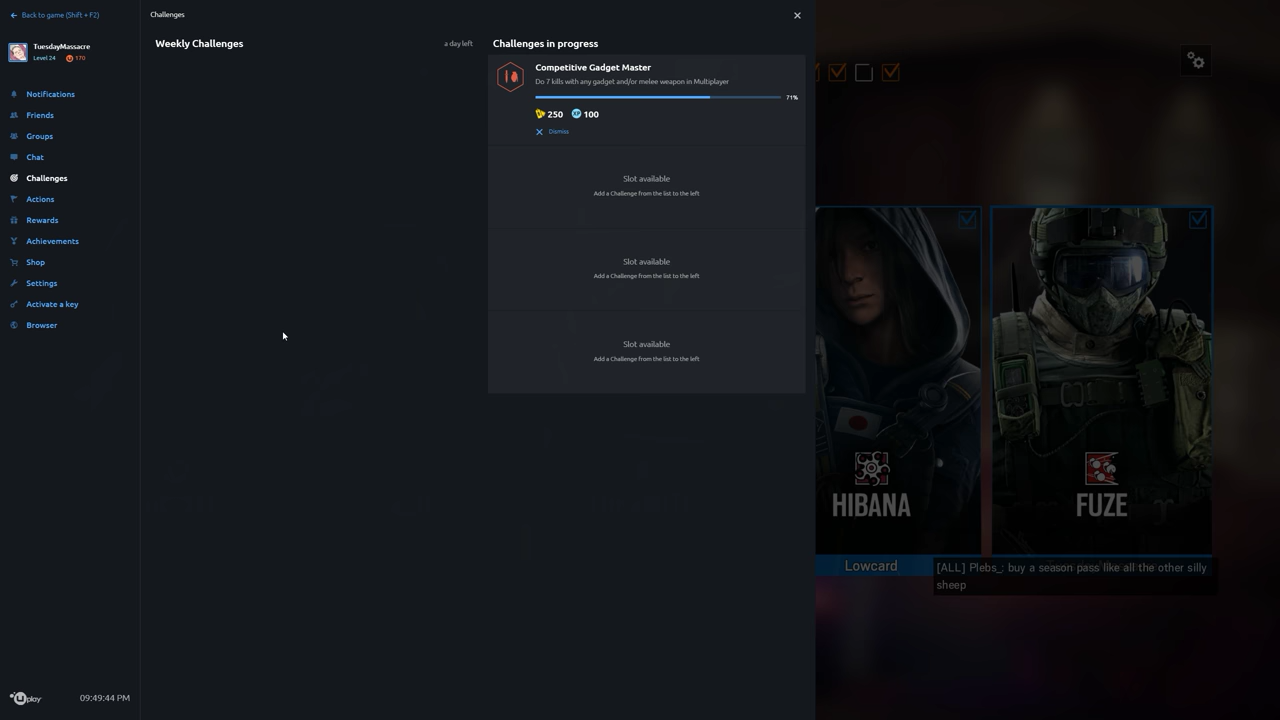 Back to game (Shift + F2)
TuesdayMassacre
Level 24 170
Notifications
Friends
Groups
Chat
Challenges
Actions
Rewards
Achievements
Shop
Settings
Activate a key
Browser
uplay 09:49:44 PM
Challenges
Weekly Challenges a day left
Challenges in progress
Competitive Gadget Master
Do 7 kills with any gadget and/or melee weapon in Multiplayer
71%
250 XP 100
Dismiss
Slot available
Add a Challenge from the list to the left
Slot available
Add a Challenge from the list to the left
Slot available
Add a Challenge from the list to the left
HIBANA
FUZE
Lowcard
[ALL] Plebs_: buy a season pass like all the other silly
sheep